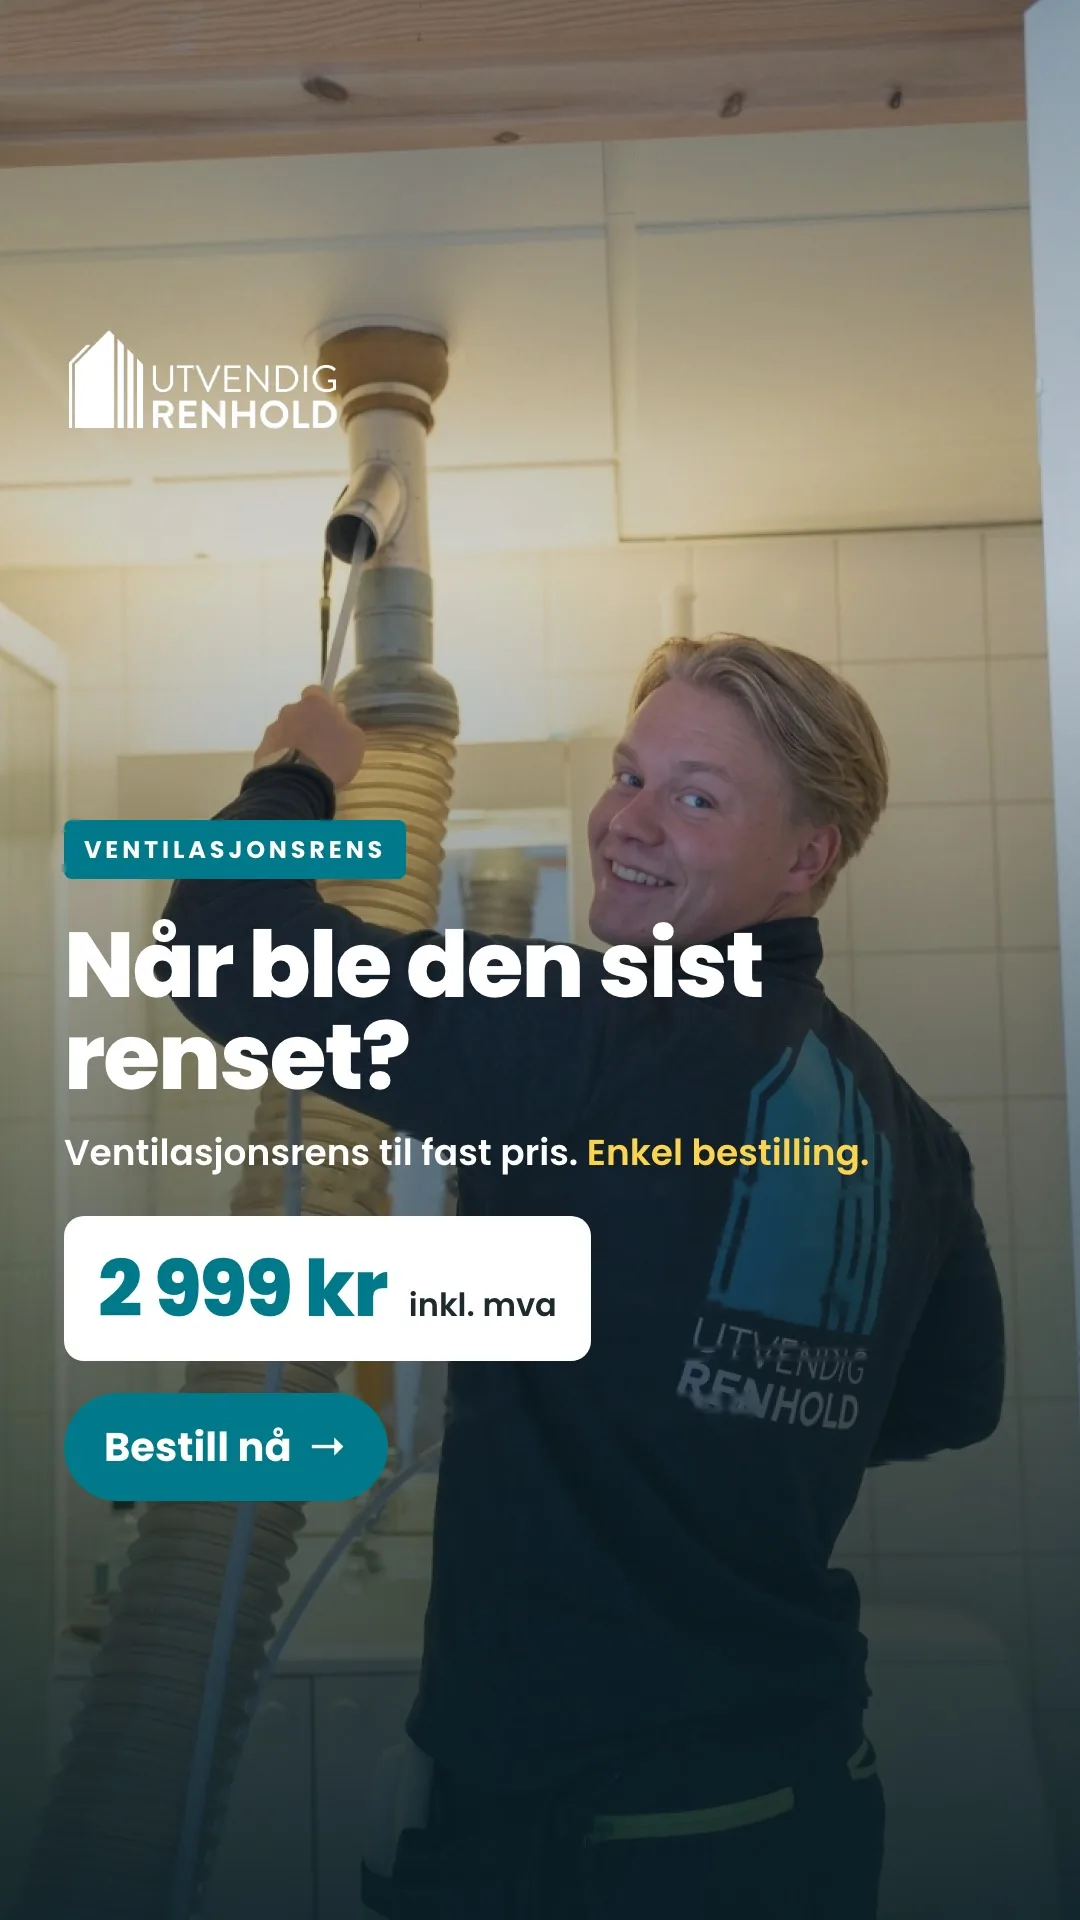 UTVENDIG
RENHOLD
VENTILASJONSRENS
Når ble den sist
renset?
Ventilasjonsrens til fast pris. Enkel bestilling.
2 999 kr inkl. mva
UTVENDIG
RENHOLD
Bestill nå →